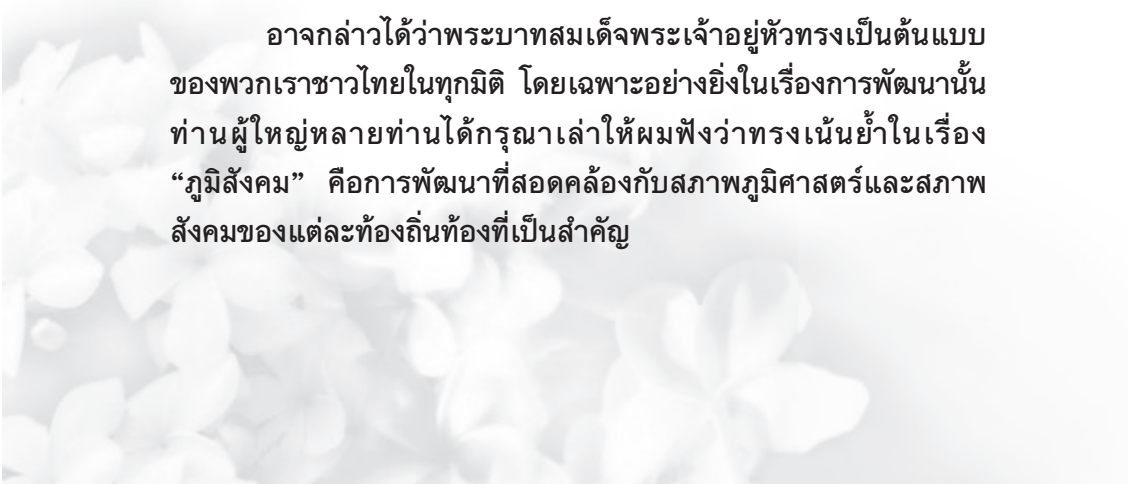 อาจกล่าวได้ว่าพระบาทสมเด็จพระเจ้าอยู่หัวทรงเป็นต้นแบบ
ของพวกเราชาวไทยในทุกมิติ โดยเฉพาะอย่างยิ่งในเรื่องการพัฒนานั้น
ท่านผู้ใหญ่หลายท่านได้กรุณาเล่าให้ผมฟังว่าทรงเน้นย้ำในเรื่อง
“ภูมิสังคม” คือการพัฒนาที่สอดคล้องกับสภาพภูมิศาสตร์และสภาพ
สังคมของแต่ละท้องถิ่นท้องที่เป็นสำคัญ